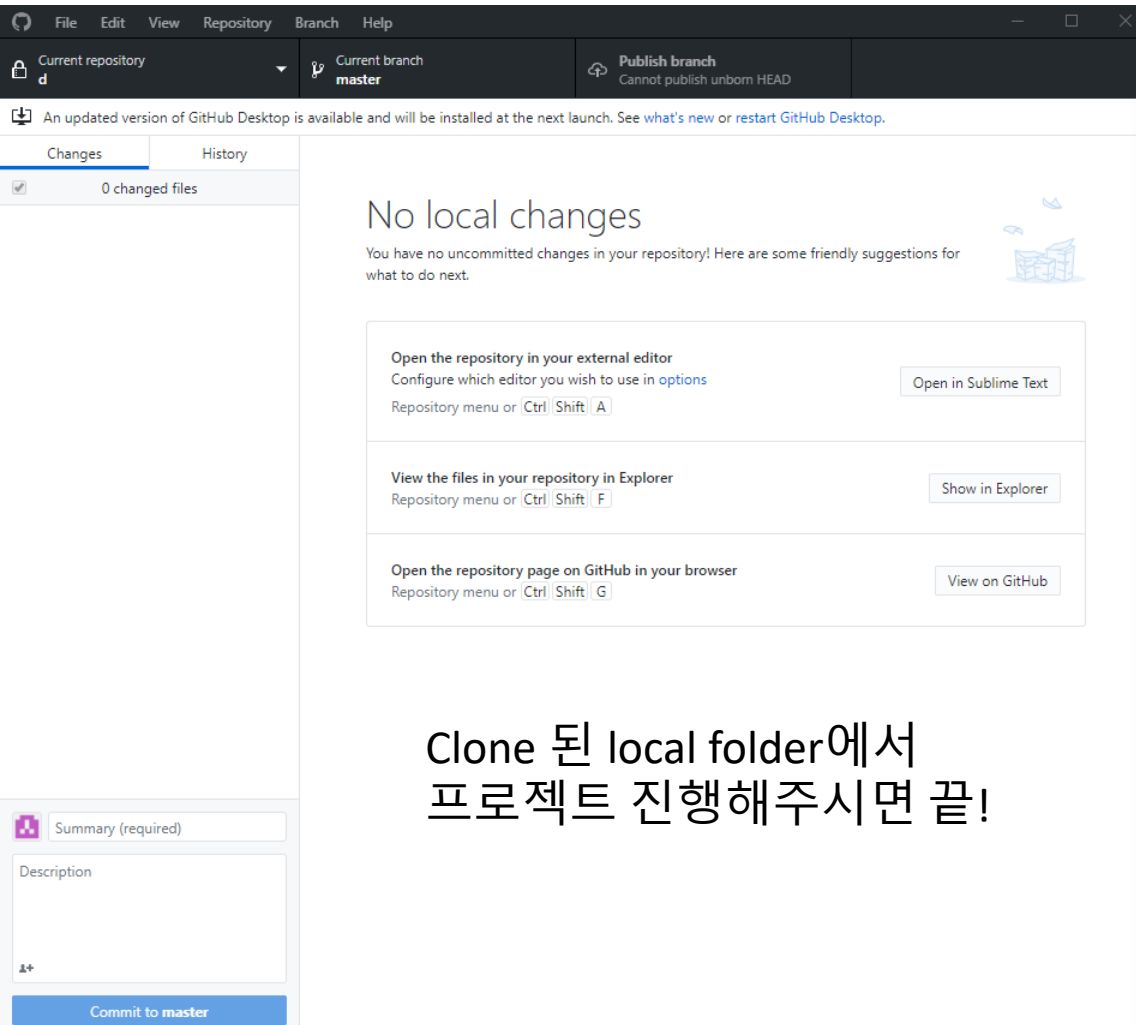 File Edit View Repository Branch Help
Current repository
d
Current branch
master
Publish branch
Cannot publish unborn HEAD
An updated version of GitHub Desktop is available and will be installed at the next launch. See what's new or restart GitHub Desktop.
Changes History
0 changed files
No local changes
You have no uncommitted changes in your repository! Here are some friendly suggestions for
what to do next.
Open the repository in your external editor
Configure which editor you wish to use in options
Repository menu or Ctrl Shift A
Open in Sublime Text
View the files in your repository in Explorer
Repository menu or Ctrl Shift F
Show in Explorer
Open the repository page on GitHub in your browser
Repository menu or Ctrl Shift G
View on GitHub
Clone 된 local folder에서
프로젝트 진행해주시면 끝!
Summary (required)
Description
Commit to master